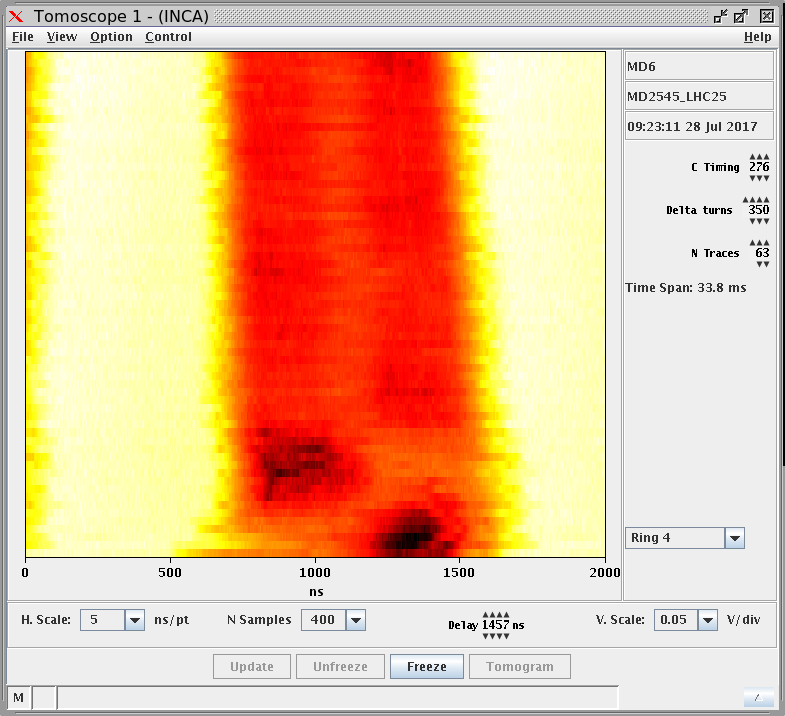 Tomoscope 1 - (INCA)
File View Option Control Help
MD6
MD2545_LHC25
09:23:11 28 Jul 2017
C Timing 276
Delta turns 350
N Traces 63
Time Span: 33.8 ms
Ring 4
0 500 1000 1500 2000
ns
H. Scale: 5 ns/pt N Samples 400 Delay 1457 ns V. Scale: 0.05 V/div
Update Unfreeze Freeze Tomogram
M